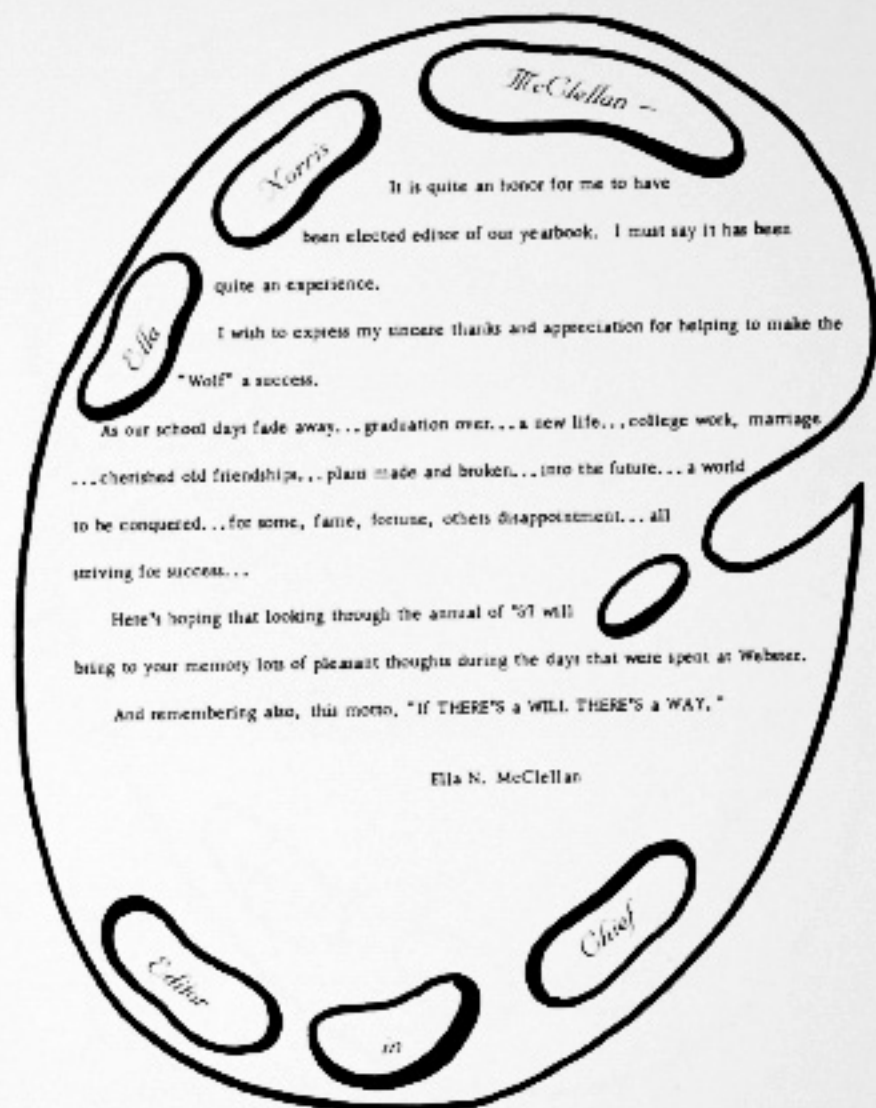 Ella
Norris
McClellan —
It is quite an honor for me to have
been elected editor of our yearbook. I must say it has been
quite an experience.
I wish to express my sincere thanks and appreciation for helping to make the
"Wolf" a success.
As our school days fade away...graduation over...a new life...college work, marriage
...cherished old friendships...plans made and broken...into the future...a world
to be conquered...for some, fame, fortune, others disappointment...all
striving for success...
Here's hoping that looking through the annual of '57 will
bring to your memory lots of pleasant thoughts during the days that were spent at Webster.
And remembering also, this motto, "If THERE'S a WILL THERE'S a WAY."
Ella N. McClellan
Editor
in
Chief